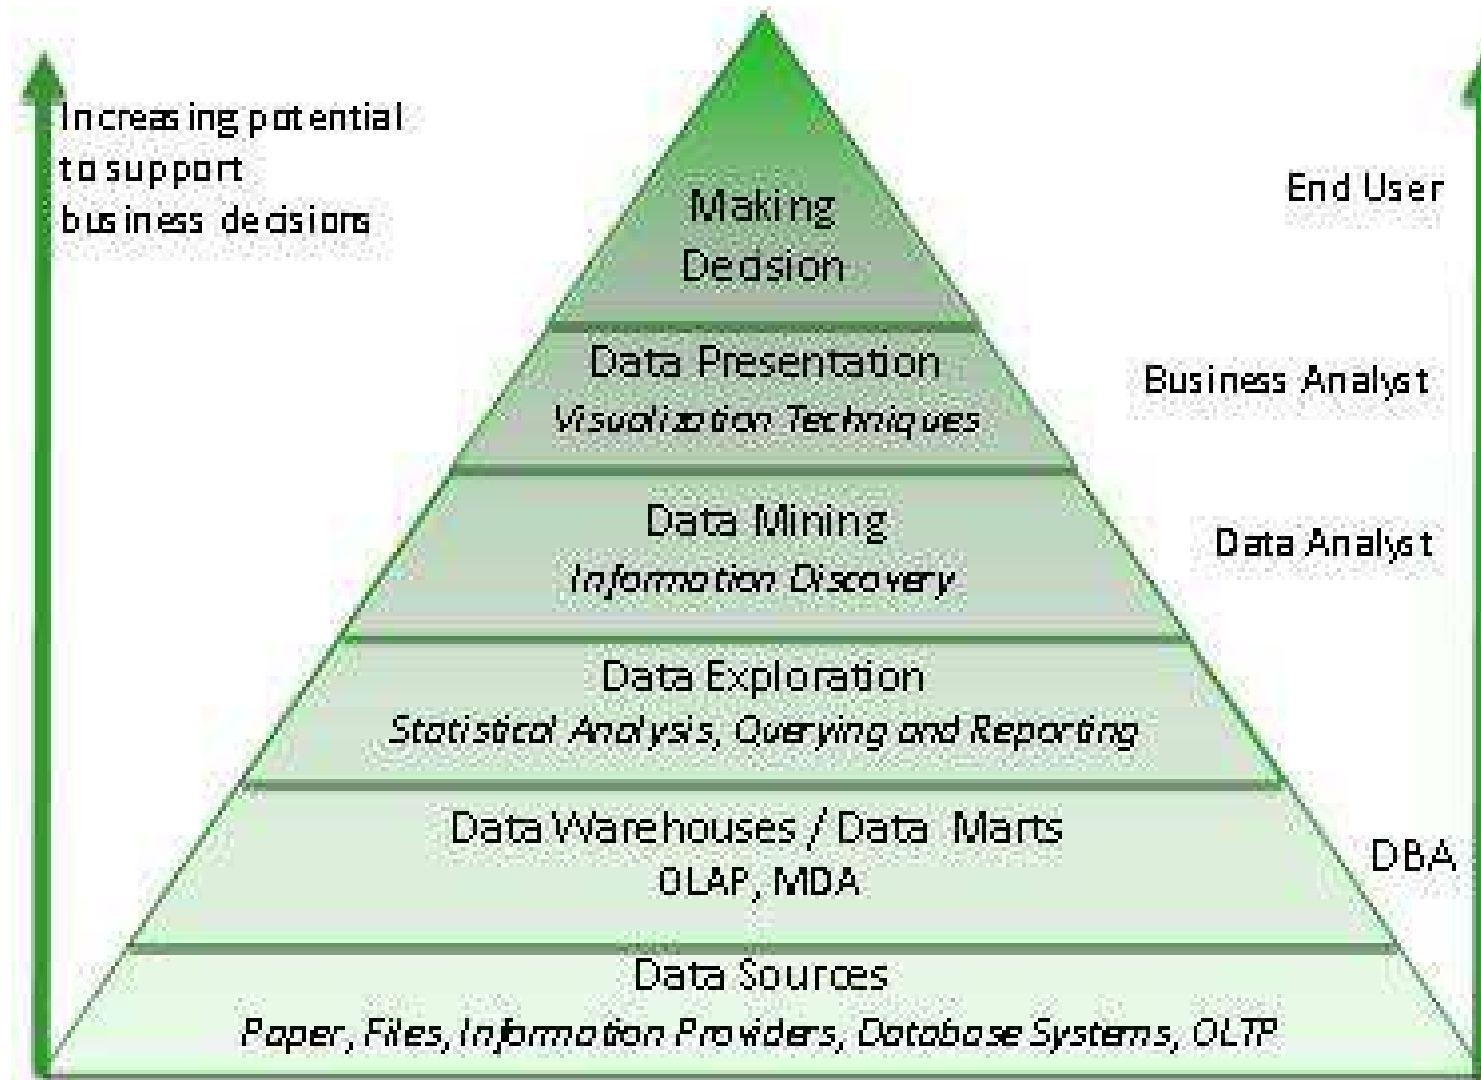 Increasing potential
to support
business decisions
Making
Decision
End User
Data Presentation
Visualization Techniques
Business Analyst
Data Mining
Information Discovery
Data Analyst
Data Exploration
Statistical Analysis, Querying and Reporting
Data Warehouses / Data Marts
OLAP, MDA
DBA
Data Sources
Paper, Files, Information Providers, Database Systems, OLTP